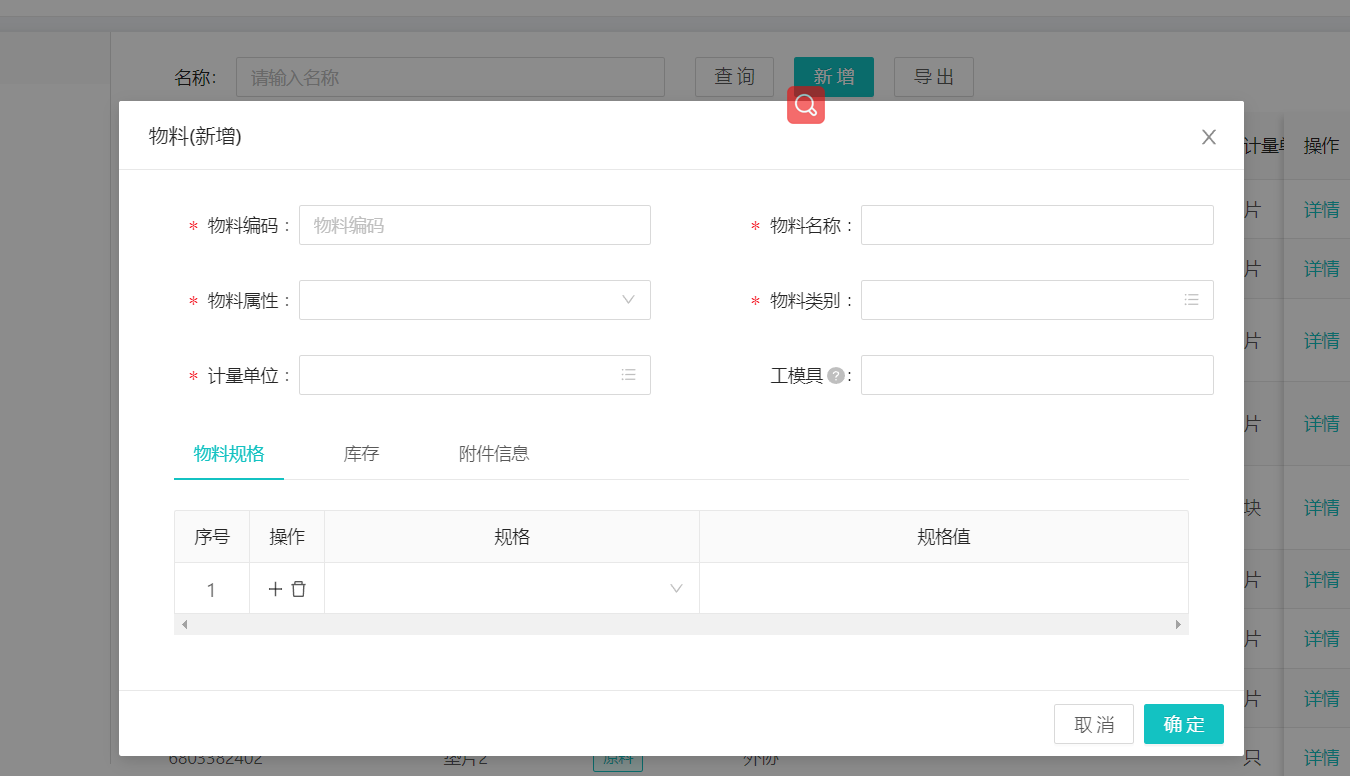 名称: 请输入名称 查 询 新 增 导 出
物料(新增)
计量单 操作
* 物料编码 : 物料编码 * 物料名称 :
片 详情
片 详情
* 物料属性 : * 物料类别 :
片 详情
* 计量单位 : 工模具 ? :
片 详情
物料规格 库存 附件信息
块 详情
序号 操作 规格 规格值
片 详情
1
片 详情
片 详情
取 消 确 定
6803382402 垫片2 原料 外协 只 详情